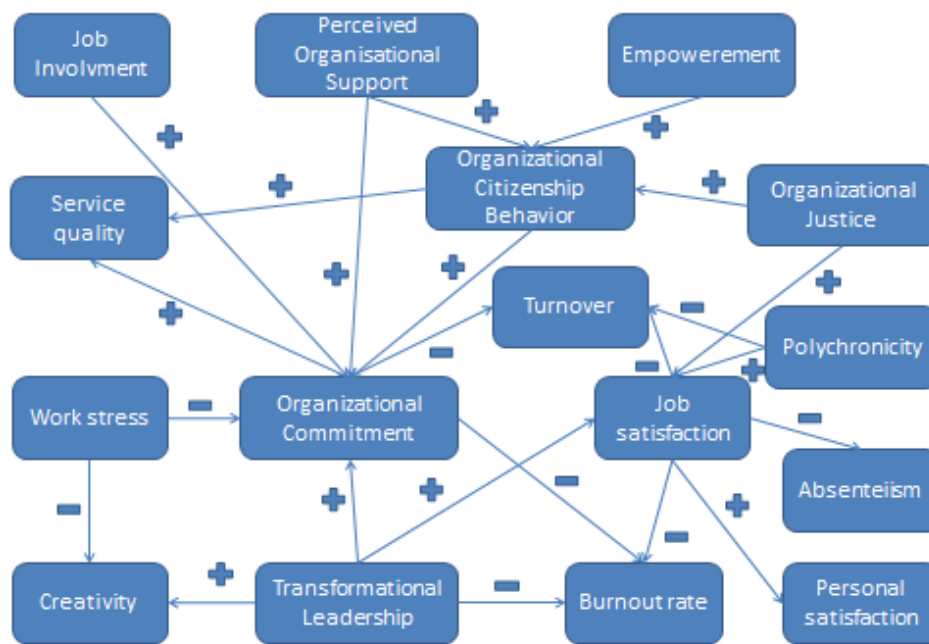 Job
Involvment
Perceived
Organisational
Support
Empowerement
+
+
+
Organizational
Citizenship
Behavior
Service
quality
+
+
Organizational
Justice
+
+
+
+
Turnover
-
-
-
+
Polychronicity
Work stress
-
Organizational
Commitment
Job
satisfaction
-
Absenteiism
-
+
+
-
+
-
Creativity
+
Transformational
Leadership
-
Burnout rate
Personal
satisfaction